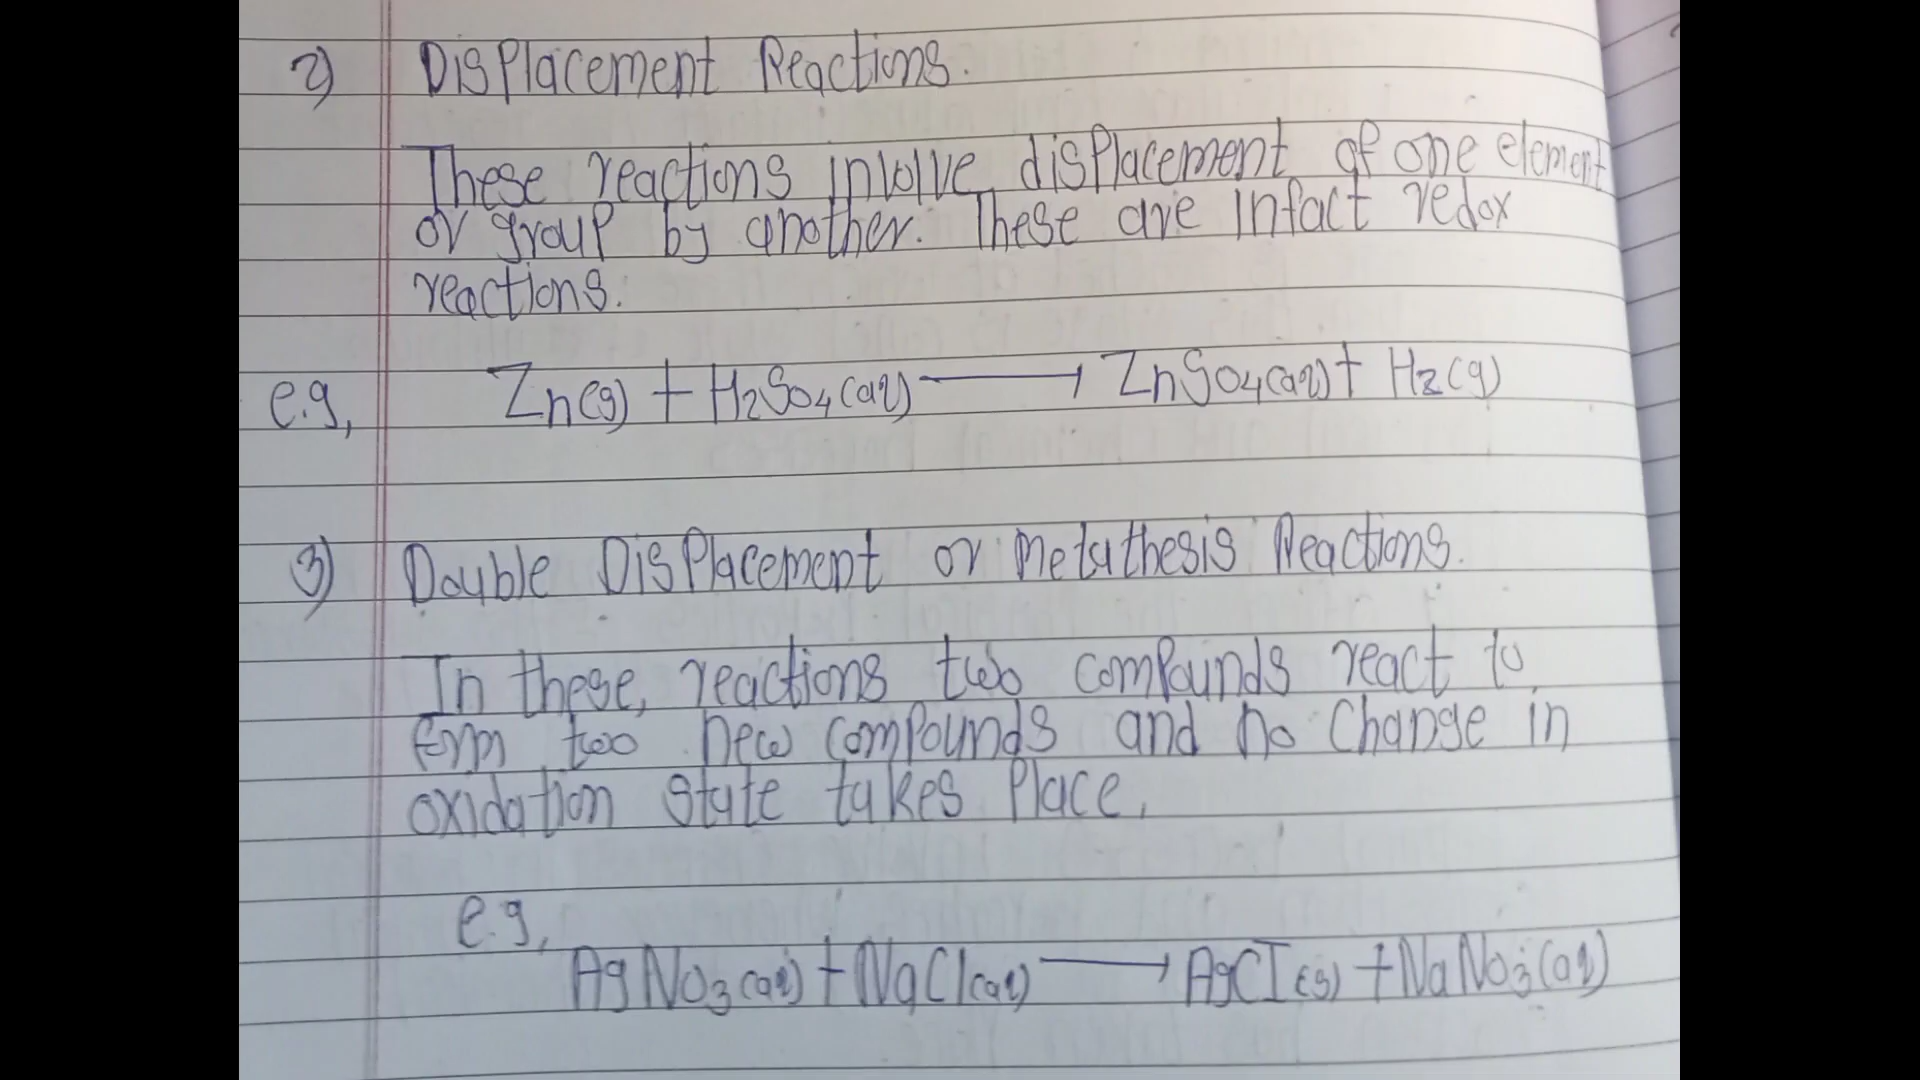 2) Displacement Reactions.
These reactions involve displacement of one element
or group by another. These are infact redox
reactions.
e.g, Zn(s) + H2SO4(aq) → ZnSO4(aq) + H2(g)
3) Double Displacement or Metathesis Reactions.
In these, reactions two compounds react to
form two new compounds and no change in
oxidation state takes place.
e.g,
AgNO3(aq) + NaCl(aq) → AgCl(s) + NaNO3(aq)